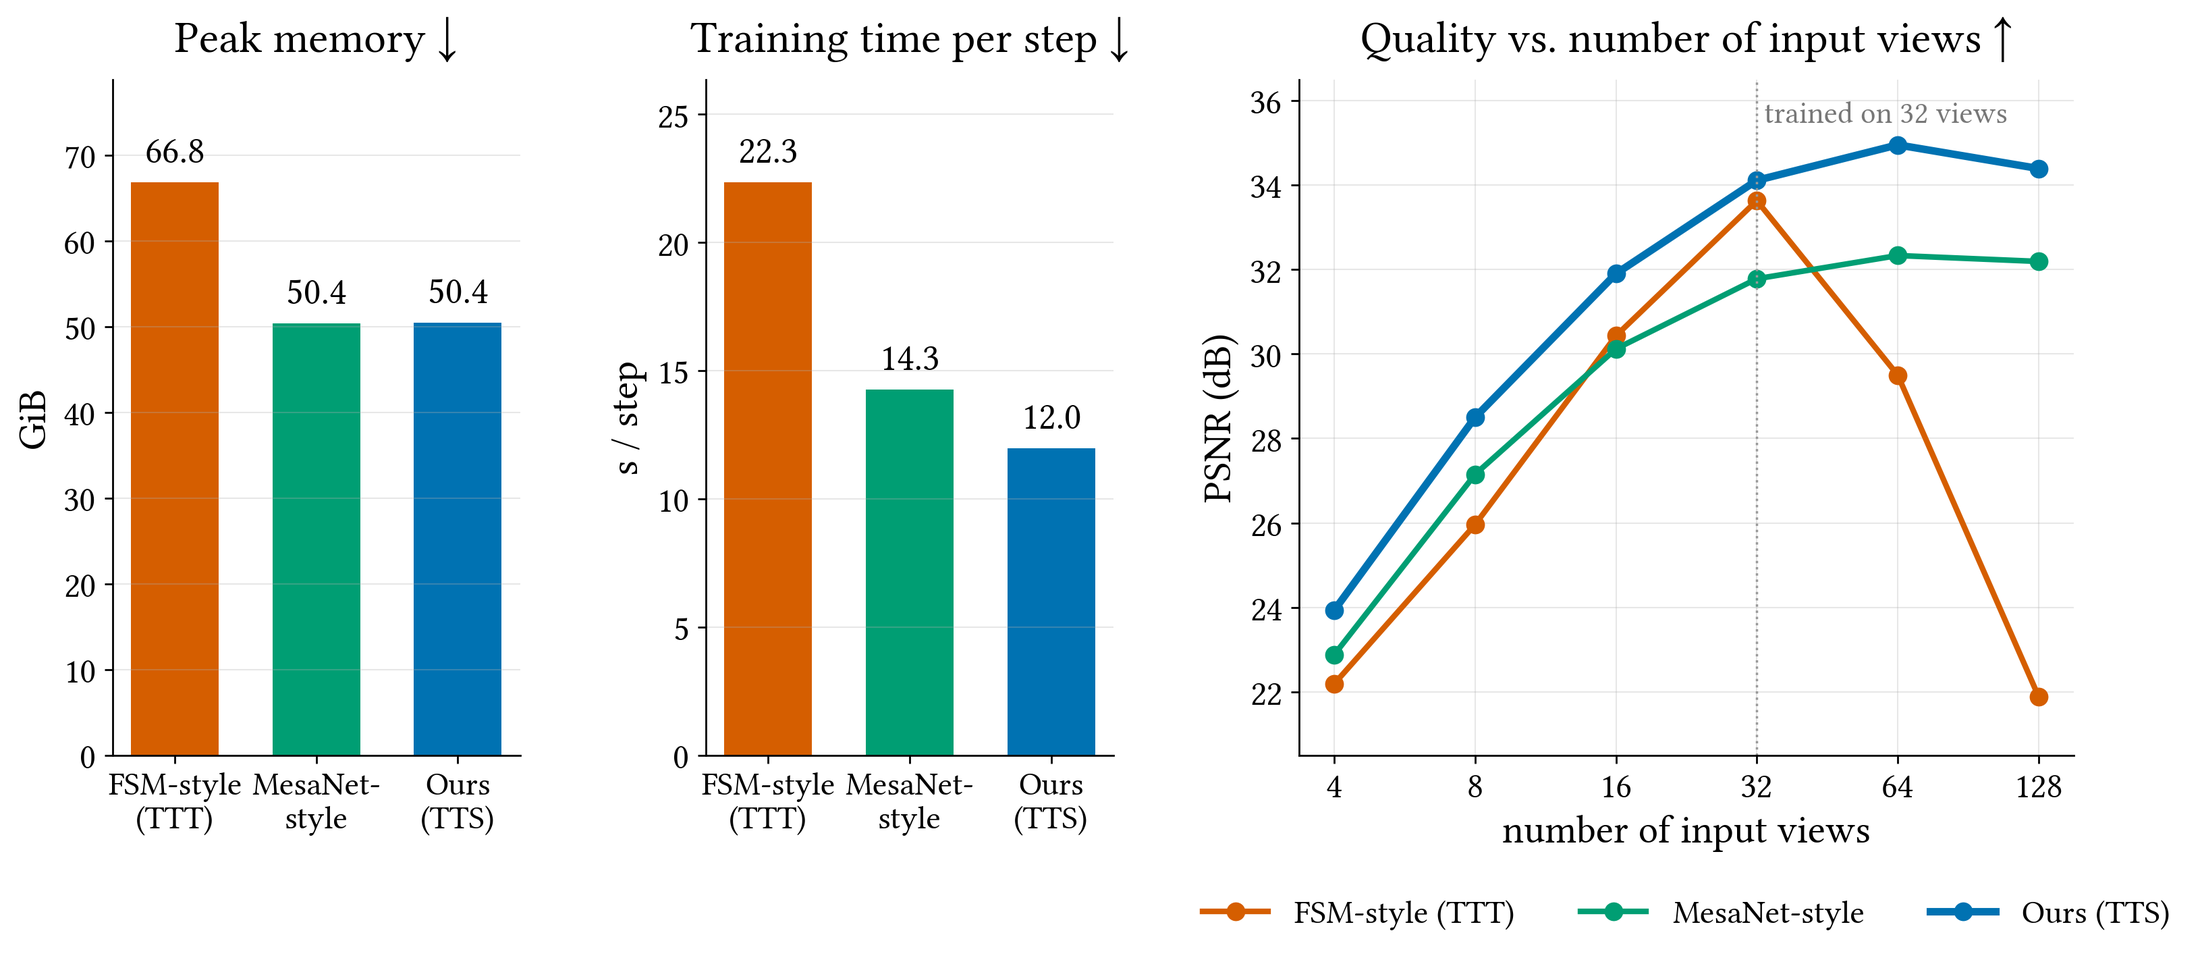 Peak memory ↓
GiB
70
60
50
40
30
20
10
0
66.8
50.4
50.4
FSM-style
(TTT)
MesaNet-
style
Ours
(TTS)
Training time per step ↓
s / step
25
20
15
10
5
0
22.3
14.3
12.0
FSM-style
(TTT)
MesaNet-
style
Ours
(TTS)
Quality vs. number of input views ↑
PSNR (dB)
36
34
32
30
28
26
24
22
trained on 32 views
4 8 16 32 64 128
number of input views
FSM-style (TTT) MesaNet-style Ours (TTS)